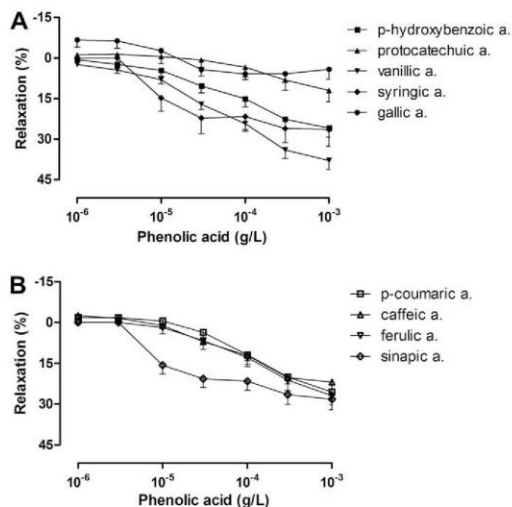 A
-15
0
15
30
45
Relaxation (%)
10⁻⁶ 10⁻⁵ 10⁻⁴ 10⁻³
Phenolic acid (g/L)
p-hydroxybenzoic a.
protocatechuic a.
vanillic a.
syringic a.
gallic a.
B
-15
0
15
30
45
Relaxation (%)
10⁻⁶ 10⁻⁵ 10⁻⁴ 10⁻³
Phenolic acid (g/L)
p-coumaric a.
caffeic a.
ferulic a.
sinapic a.